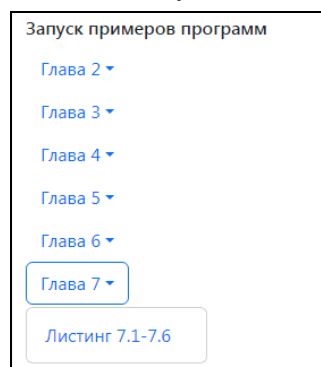 Запуск примеров программ
Глава 2
Глава 3
Глава 4
Глава 5
Глава 6
Глава 7
Листинг 7.1-7.6